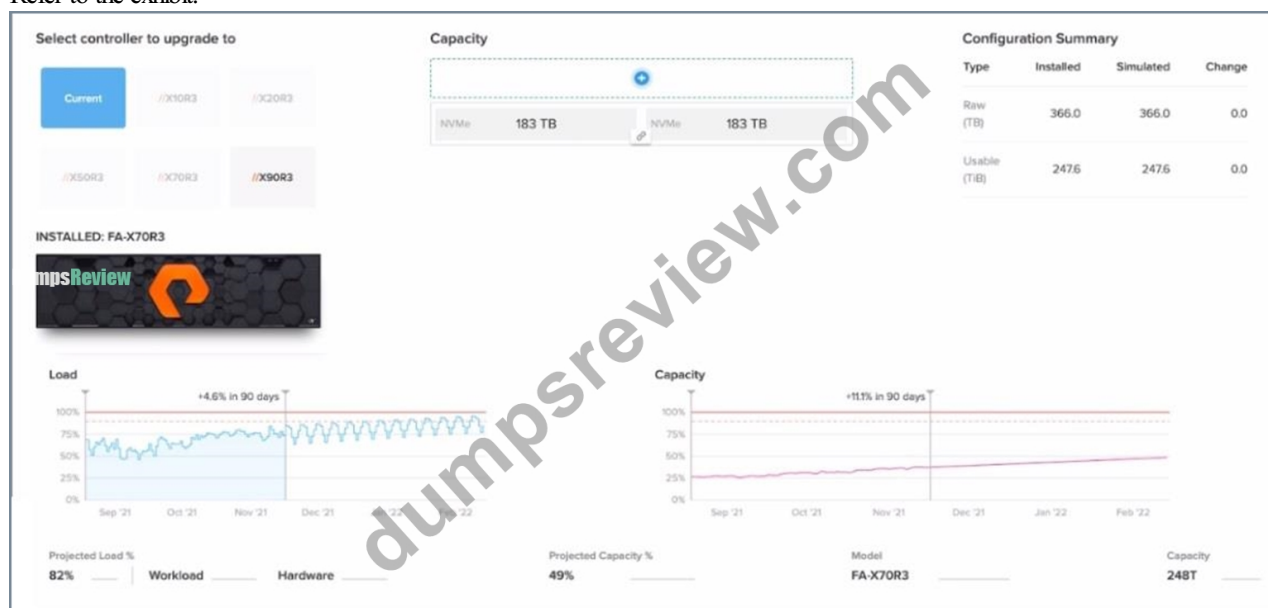 Refer to the exhibit.
Select controller to upgrade to
Current
//X10R3
//X20R3
//X50R3
//X70R3
//X90R3
INSTALLED: FA-X70R3
mpsReview
Capacity
NVMe 183 TB
NVMe 183 TB
Configuration Summary
Type Installed Simulated Change
Raw (TB) 366.0 366.0 0.0
Usable (TiB) 247.6 247.6 0.0
dumpsreview.com
Load
+4.6% in 90 days
100%
75%
50%
25%
0%
Sep '21 Oct '21 Nov '21 Dec '21 Jan '22 Feb '22
Capacity
+11.1% in 90 days
100%
75%
50%
25%
0%
Sep '21 Oct '21 Nov '21 Dec '21 Jan '22 Feb '22
Projected Load %
82% Workload Hardware
Projected Capacity %
49%
Model
FA-X70R3
Capacity
248T